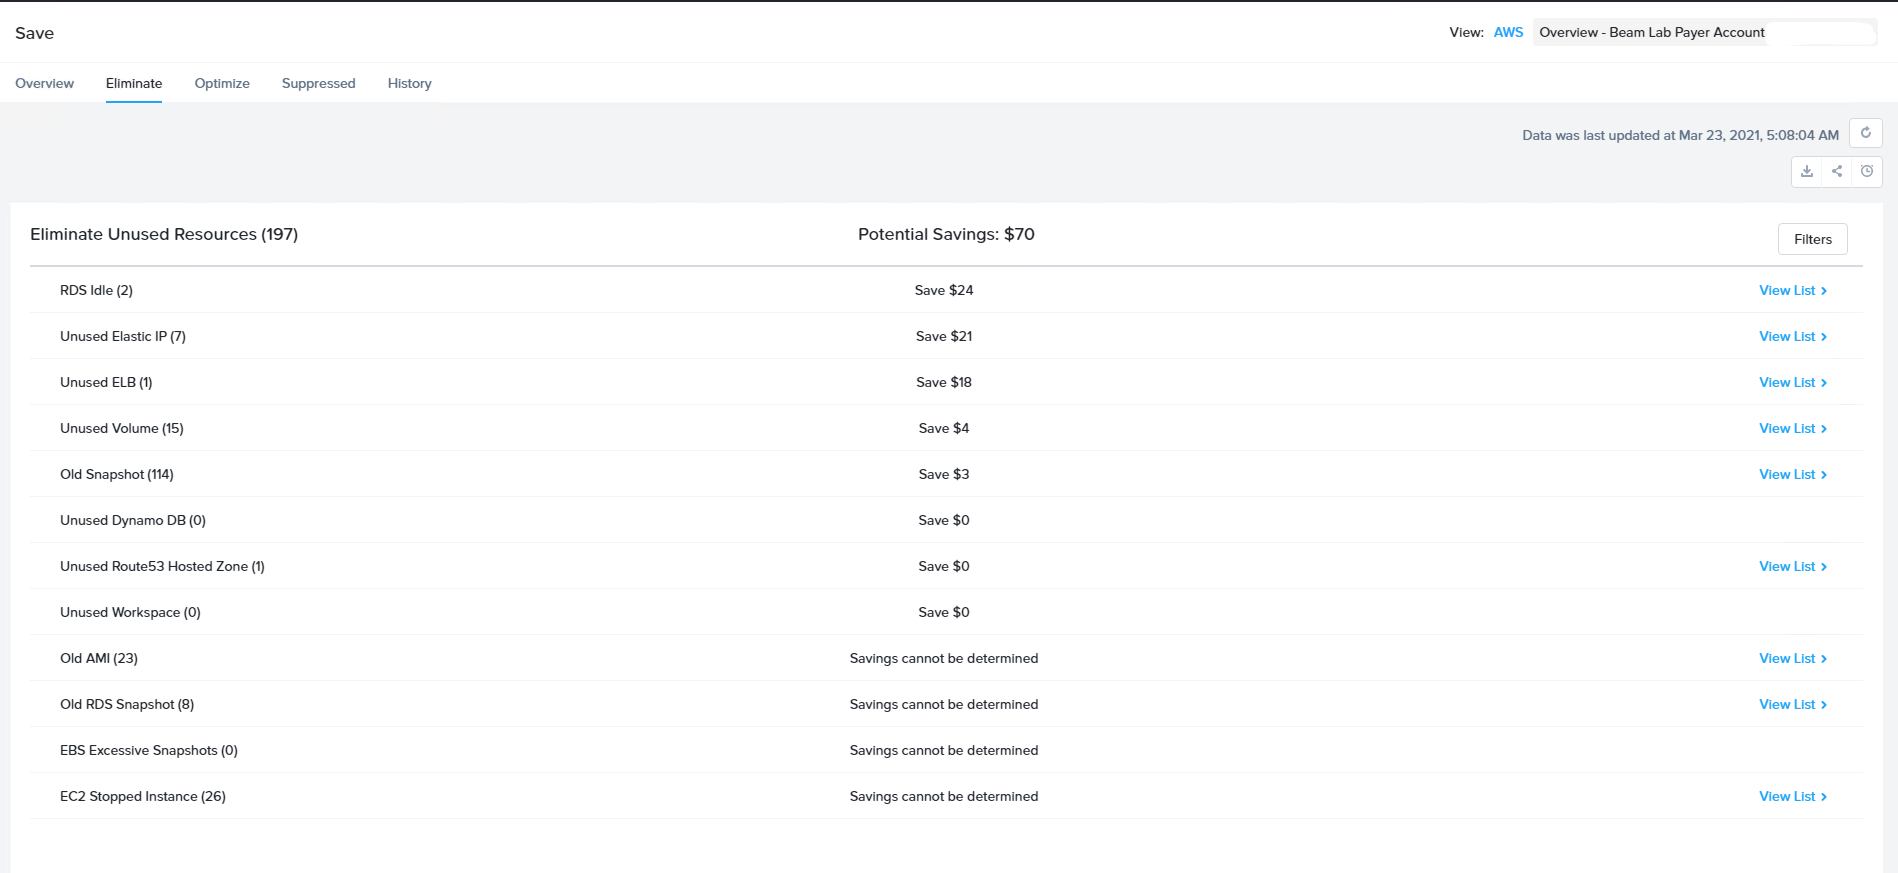 Save
View: AWS Overview - Beam Lab Payer Account
Overview Eliminate Optimize Suppressed History
Data was last updated at Mar 23, 2021, 5:08:04 AM
Eliminate Unused Resources (197) Potential Savings: $70 Filters
RDS Idle (2) Save $24 View List
Unused Elastic IP (7) Save $21 View List
Unused ELB (1) Save $18 View List
Unused Volume (15) Save $4 View List
Old Snapshot (114) Save $3 View List
Unused Dynamo DB (0) Save $0
Unused Route53 Hosted Zone (1) Save $0 View List
Unused Workspace (0) Save $0
Old AMI (23) Savings cannot be determined View List
Old RDS Snapshot (8) Savings cannot be determined View List
EBS Excessive Snapshots (0) Savings cannot be determined
EC2 Stopped Instance (26) Savings cannot be determined View List